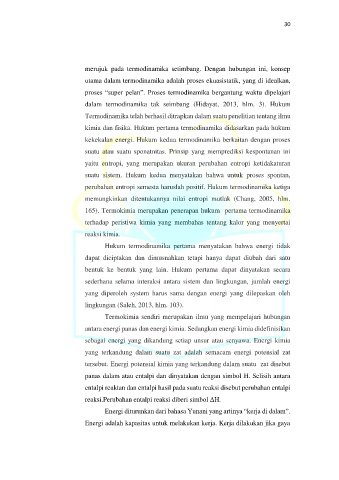 30
merujuk pada termodinamika setimbang. Dengan hubungan ini, konsep
utama dalam termodinamika adalah proses ekuasistatik, yang di idealkan,
proses "super pelan". Proses termodinamika bergantung waktu dipelajari
dalam termodinamika tak seimbang (Hidayat, 2013, hlm. 3). Hukum
Termodinamika telah berhasil ditrapkan dalam suatu penelitian tentang ilmu
kimia dan fisika. Hukum pertama termodinamika didasarkan pada hukum
kekekalan energi. Hukum kedua termodinamika berkaitan dengan proses
suatu atau suatu sponatnitas. Prinsip yang memprediksi kespontanan ini
yaitu entropi, yang merupakan ukuran perubahan entropi ketidakaturan
suatu sistem. Hukum kedua menyatakan bahwa untuk proses spontan,
perubahan entropi semesta haruslah positif. Hukum termodinamika ketiga
memungkinkan ditentukannya nilai entropi mutlak (Chang, 2005, hlm.
165). Termokimia merupakan penerapan hukum pertama termodinamika
terhadap peristiwa kimia yang membahas tentang kalor yang menyertai
reaksi kimia.
Hukum termodinamika pertama menyatakan bahwa energi tidak
dapat diciptakan dan dimusnahkan tetapi hanya dapat diubah dari satu
bentuk ke bentuk yang lain. Hukum pertama dapat dinyatakan secara
sederhana selama interaksi antara sistem dan lingkungan, jumlah energi
yang diperoleh system harus sama dengan energi yang dilepaskan oleh
lingkungan (Saleh, 2013, hlm. 103).
Termokimia sendiri merupakan ilmu yang mempelajari hubungan
antara energi panas dan energi kimia. Sedangkan energi kimia didefinisikan
sebagai energi yang dikandung setiap unsur atau senyawa. Energi kimia
yang terkandung dalam suatu zat adalah semacam energi potensial zat
tersebut. Energi potensial kimia yang terkandung dalam suatu zat disebut
panas dalam atau entalpi dan dinyatakan dengan simbol H. Selisih antara
entalpi reaktan dan entalpi hasil pada suatu reaksi disebut perubahan entalpi
reaksi.Perubahan entalpi reaksi diberi simbol ΔH.
Energi diturunkan dari bahasa Yunani yang artinya "kerja di dalam".
Energi adalah kapasitas untuk melakukan kerja. Kerja dilakukan jika gaya